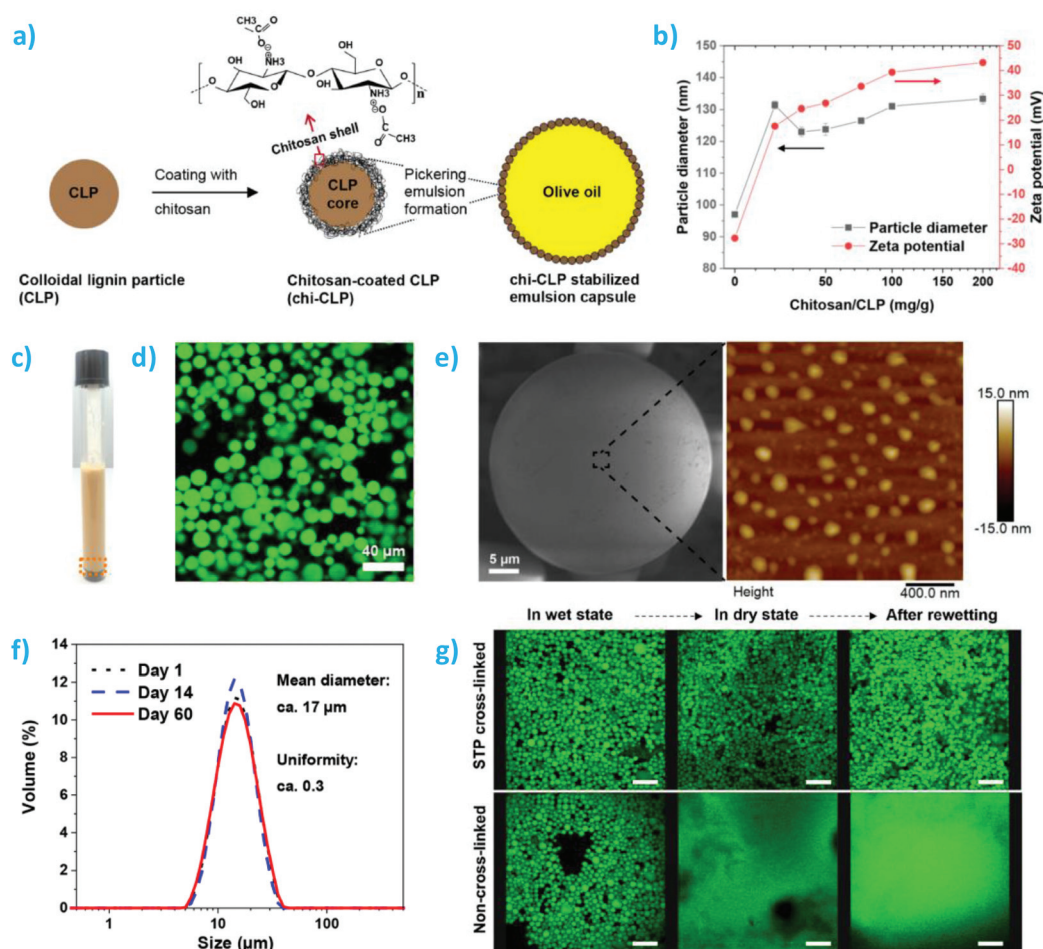 a)
CH3
O
C
O
⊖
⊕
NH3
OH
OH
O
HO
O
O
OH
O
NH3
n
OH
⊕
⊖
O
C
CH3
O
Chitosan shell
CLP
Coating with
chitosan
CLP
core
Pickering
emulsion
formation
Olive oil
Colloidal lignin particle
(CLP)
Chitosan-coated CLP
(chi-CLP)
chi-CLP stabilized
emulsion capsule
b)
Particle diameter (nm)
150
140
130
120
110
100
90
80
Zeta potential (mV)
50
40
30
20
10
0
-10
-20
-30
-40
Particle diameter
Zeta potential
0 50 100 150 200
Chitosan/CLP (mg/g)
c)
d)
40 µm
e)
5 µm
15.0 nm
-15.0 nm
Height
400.0 nm
f)
Volume (%)
14
12
10
8
6
4
2
0
Day 1
Day 14
Day 60
Mean diameter:
ca. 17 µm
Uniformity:
ca. 0.3
1 10 100
Size (µm)
g)
In wet state
In dry state
After rewetting
STP cross-linked
Non-cross-linked